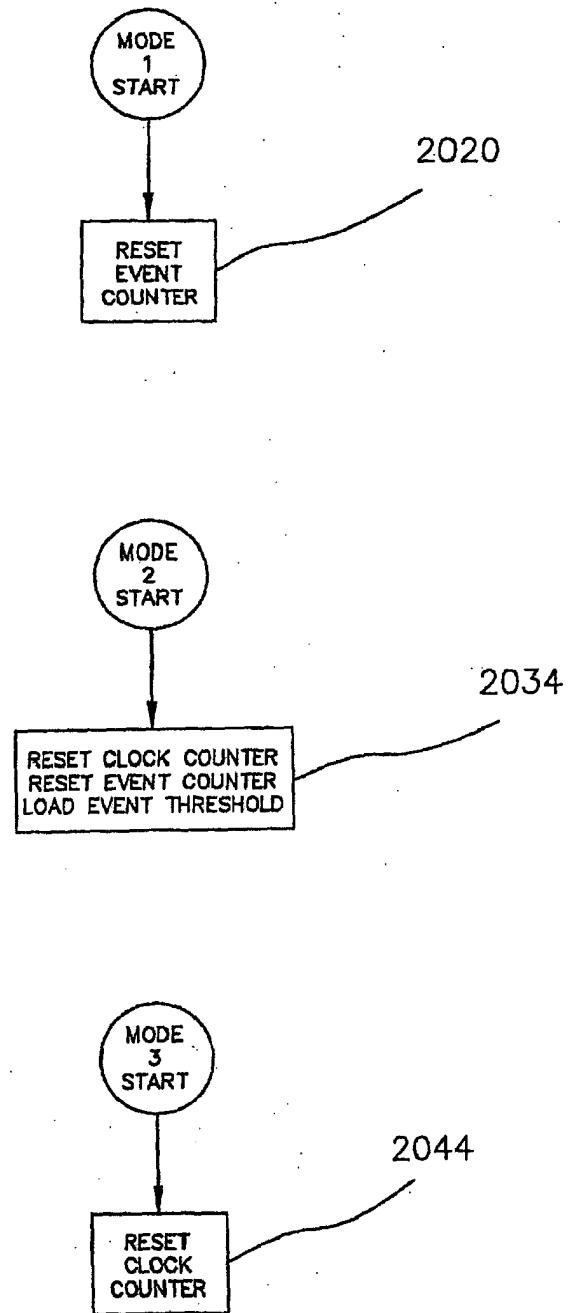 MODE
1
START
2020
RESET
EVENT
COUNTER
MODE
2
START
2034
RESET CLOCK COUNTER
RESET EVENT COUNTER
LOAD EVENT THRESHOLD
MODE
3
START
2044
RESET
CLOCK
COUNTER